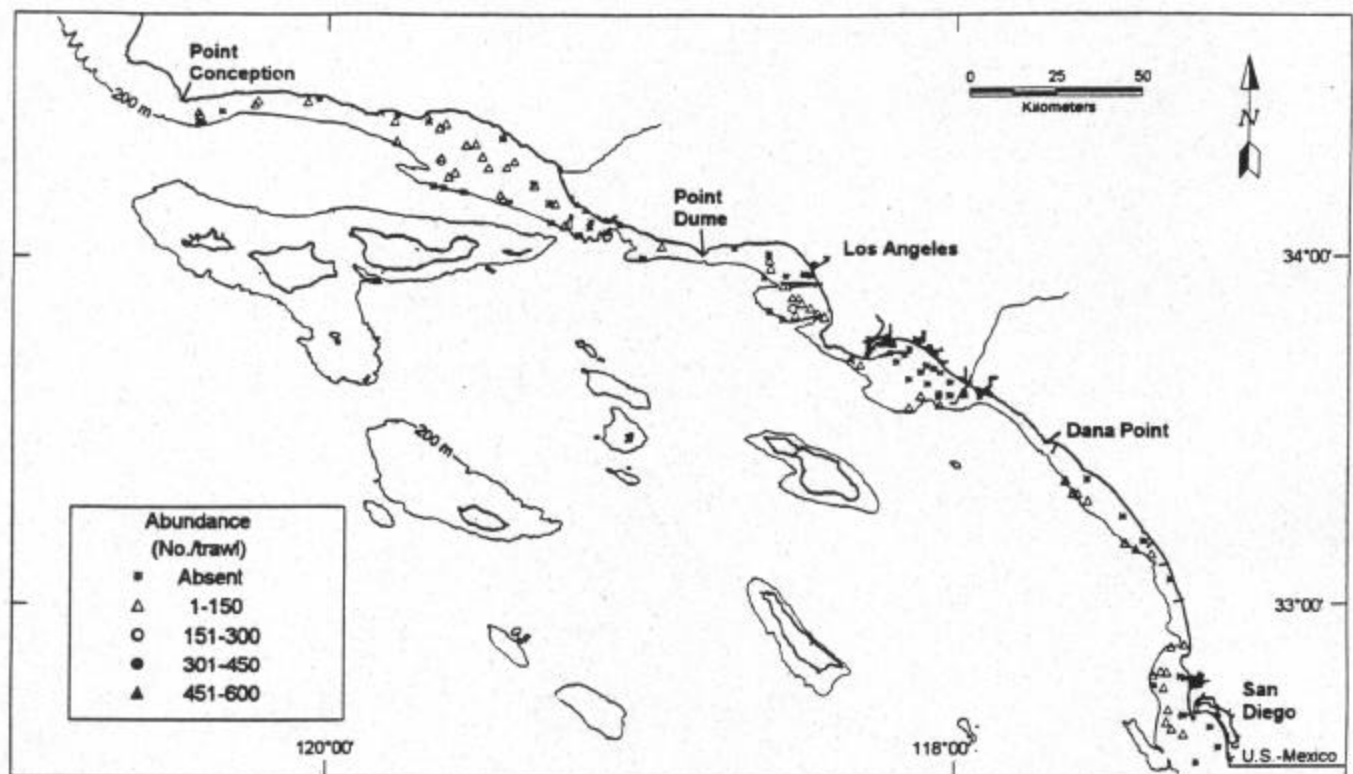 Point
Conception
200 m
0 25 50
Kilometers
N
Point
Dume
Los Angeles
34°00'
Dana Point
200 m
Abundance
(No./trawl)
Absent
1-150
151-300
301-450
451-600
33°00'
San
Diego
120°00'
118°00'
U.S.-Mexico